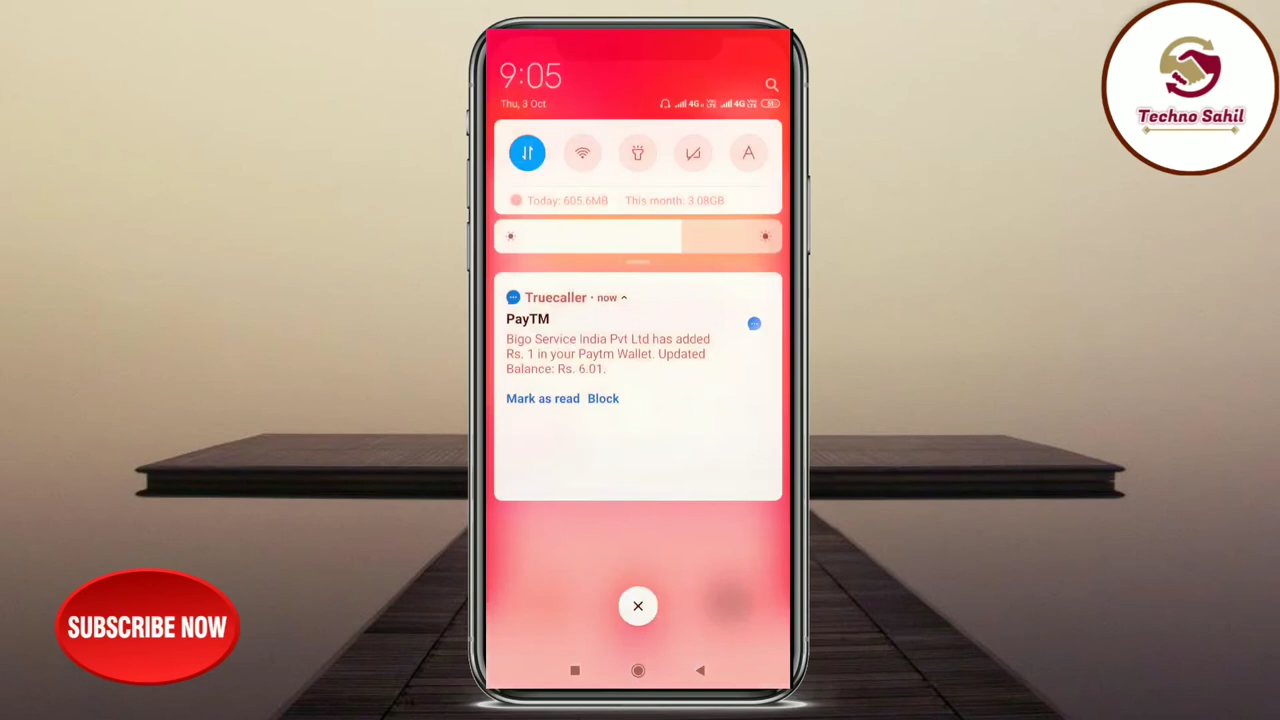 9:05
Thu, 3 Oct
4G
4G
Today: 605.6MB This month: 3.08GB
Truecaller · now
PayTM
Bigo Service India Pvt Ltd has added
Rs. 1 in your Paytm Wallet. Updated
Balance: Rs. 6.01.
Mark as read Block
Techno Sahil
SUBSCRIBE NOW